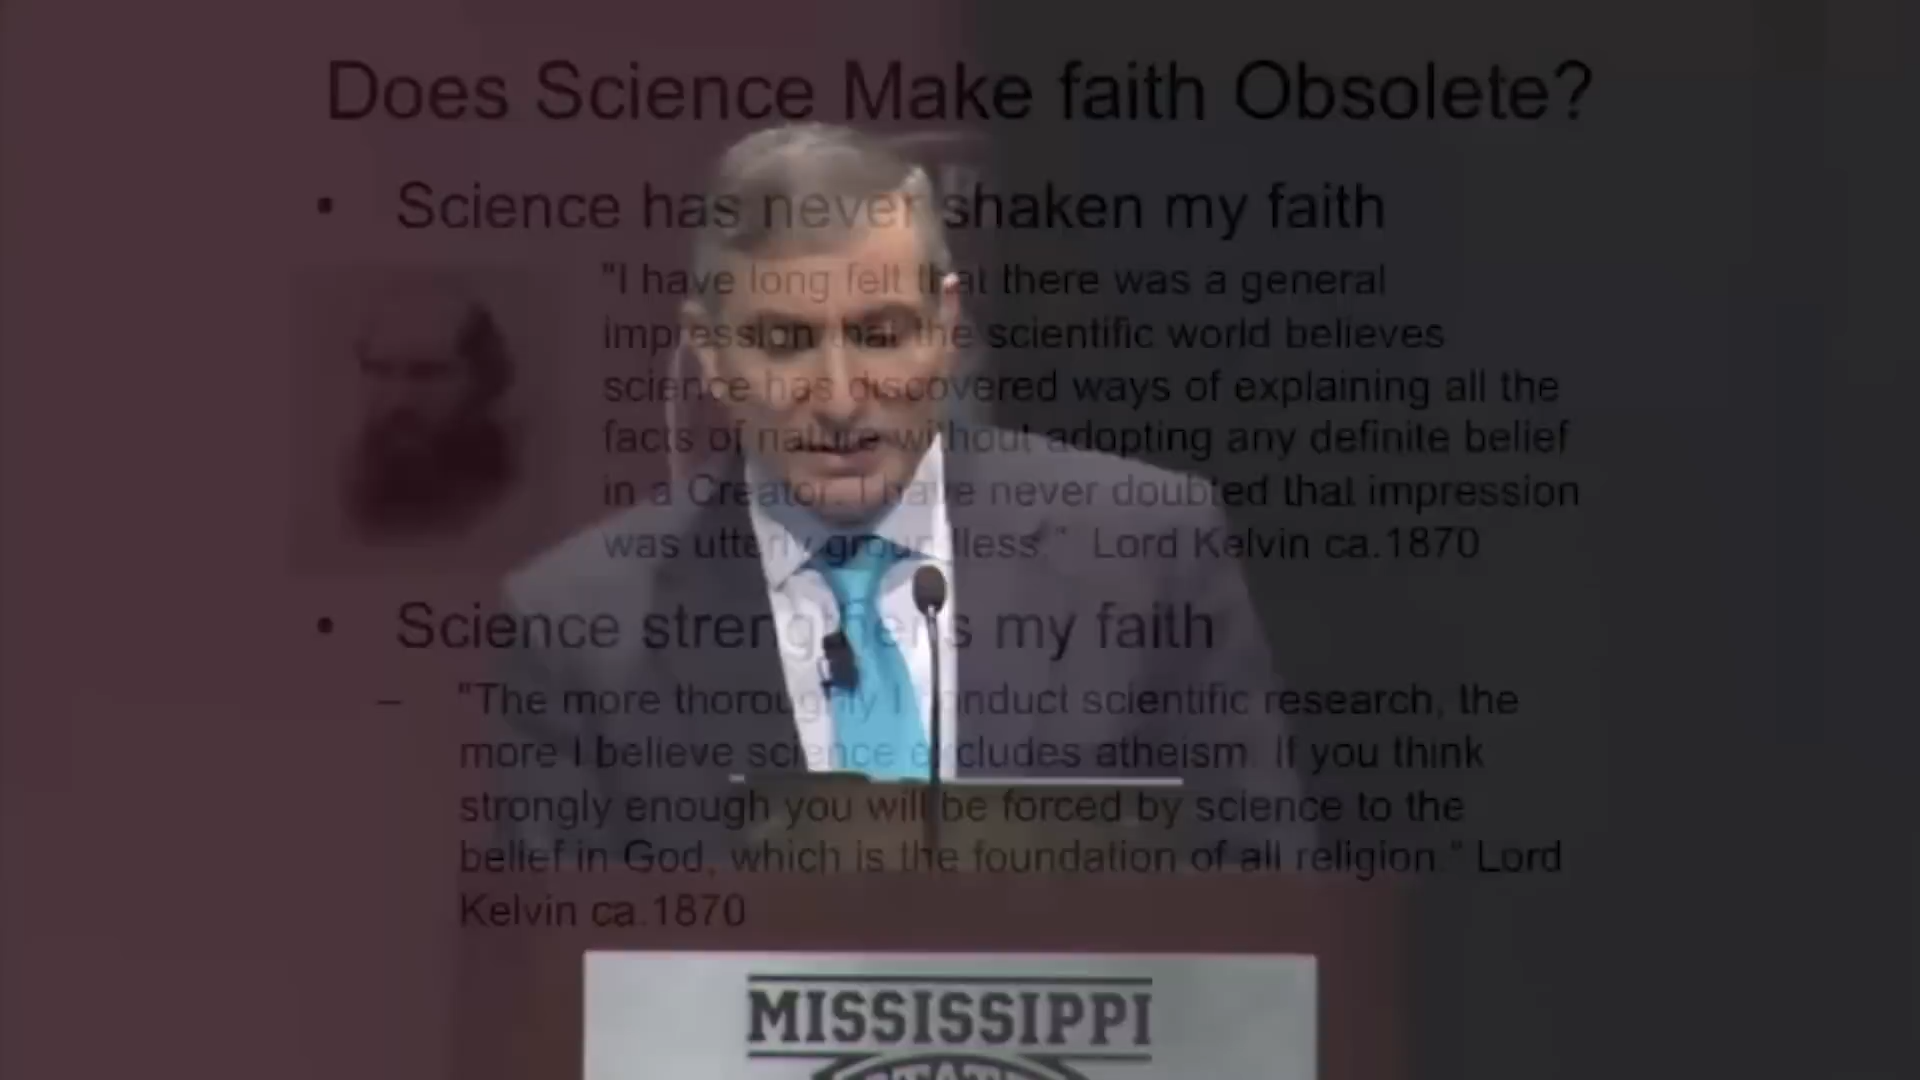 Does Science Make faith Obsolete?
• Science has never shaken my faith
"I have long felt that there was a general
impression that the scientific world believes
science has discovered ways of explaining all the
facts of nature without adopting any definite belief
in a Creator. I have never doubted that impression
was utterly groundless." Lord Kelvin ca.1870
• Science strengthens my faith
– "The more thoroughly I conduct scientific research, the
more I believe science excludes atheism. If you think
strongly enough you will be forced by science to the
belief in God, which is the foundation of all religion." Lord
Kelvin ca.1870
MISSISSIPPI
STATE